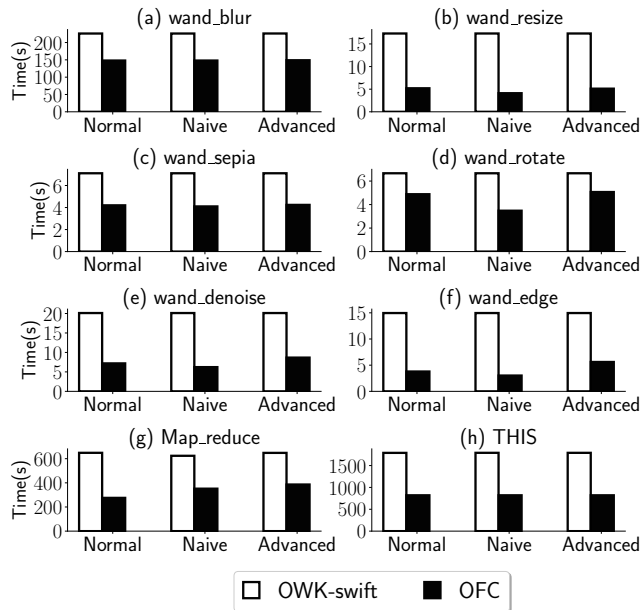 (a) wand_blur
Time(s)
200
150
100
50
0
Normal Naive Advanced
(b) wand_resize
15
10
5
0
Normal Naive Advanced
(c) wand_sepia
Time(s)
6
4
2
0
Normal Naive Advanced
(d) wand_rotate
6
4
2
0
Normal Naive Advanced
(e) wand_denoise
Time(s)
20
15
10
5
0
Normal Naive Advanced
(f) wand_edge
15
10
5
0
Normal Naive Advanced
(g) Map_reduce
Time(s)
600
400
200
0
Normal Naive Advanced
(h) THIS
1500
1000
500
0
Normal Naive Advanced
OWK-swift OFC